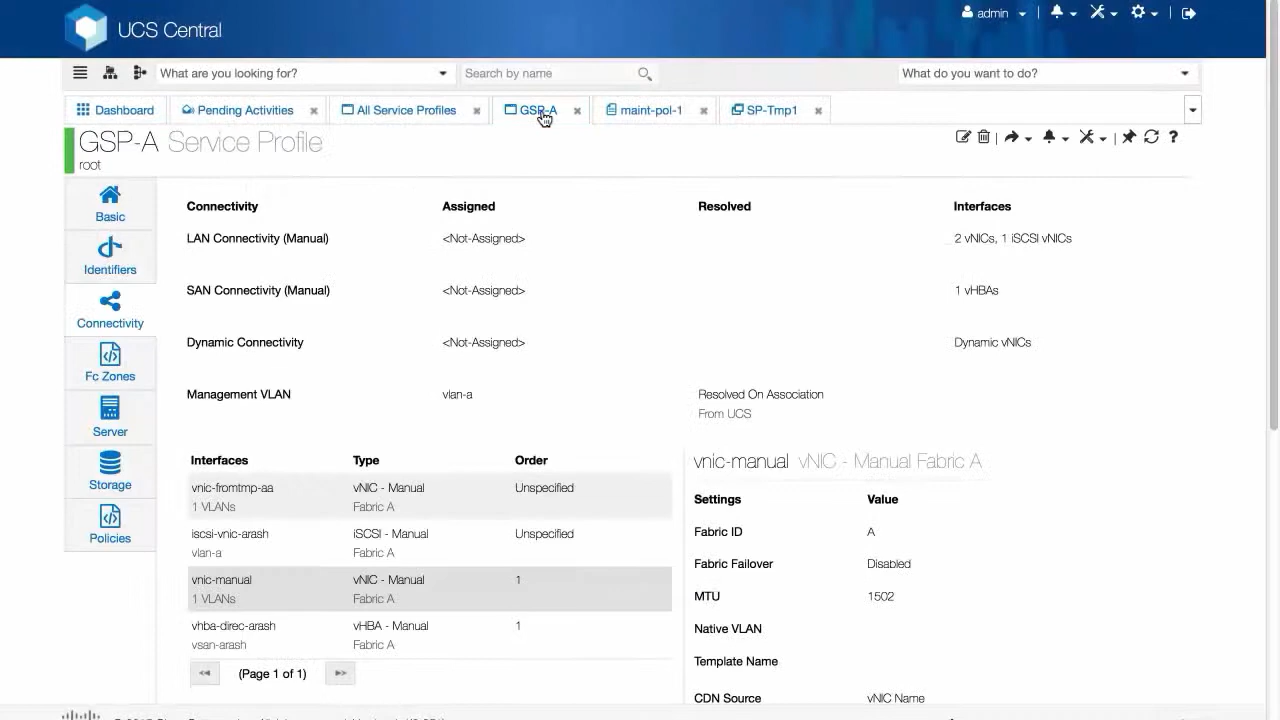 UCS Central
admin
What are you looking for?
Search by name
What do you want to do?
Dashboard
Pending Activities
All Service Profiles
GSP-A
maint-pol-1
SP-Tmp1
GSP-A Service Profile
root
Basic
Identifiers
Connectivity
Fc Zones
Server
Storage
Policies
Connectivity Assigned Resolved Interfaces
LAN Connectivity (Manual) <Not-Assigned> 2 vNICs, 1 iSCSI vNICs
SAN Connectivity (Manual) <Not-Assigned> 1 vHBAs
Dynamic Connectivity <Not-Assigned> Dynamic vNICs
Management VLAN vlan-a Resolved On Association
From UCS
Interfaces Type Order
vnic-fromtmp-aa vNIC - Manual Unspecified
1 VLANs Fabric A
iscsi-vnic-arash iSCSI - Manual Unspecified
vlan-a Fabric A
vnic-manual vNIC - Manual 1
1 VLANs Fabric A
vhba-direc-arash vHBA - Manual 1
vsan-arash Fabric A
(Page 1 of 1)
vnic-manual vNIC - Manual Fabric A
Settings Value
Fabric ID A
Fabric Failover Disabled
MTU 1502
Native VLAN
Template Name
CDN Source vNIC Name